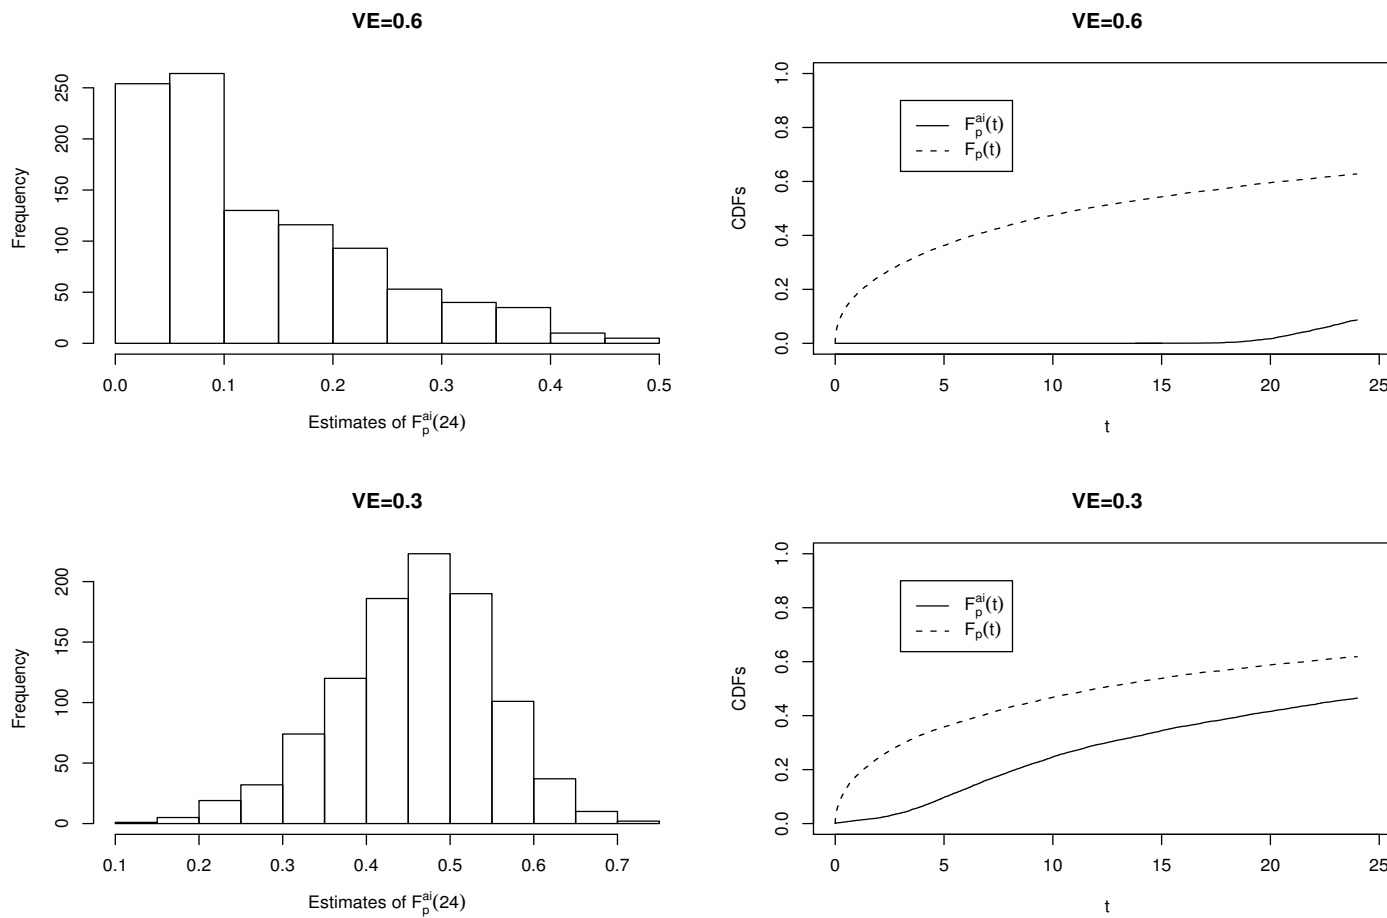 VE=0.6
Frequency
250
200
150
100
50
0
0.0 0.1 0.2 0.3 0.4 0.5
Estimates of F_p^ai(24)
VE=0.6
CDFs
1.0
0.8
0.6
0.4
0.2
0.0
F_p^ai(t)
F_p(t)
0 5 10 15 20 25
t
VE=0.3
Frequency
200
150
100
50
0
0.1 0.2 0.3 0.4 0.5 0.6 0.7
Estimates of F_p^ai(24)
VE=0.3
CDFs
1.0
0.8
0.6
0.4
0.2
0.0
F_p^ai(t)
F_p(t)
0 5 10 15 20 25
t